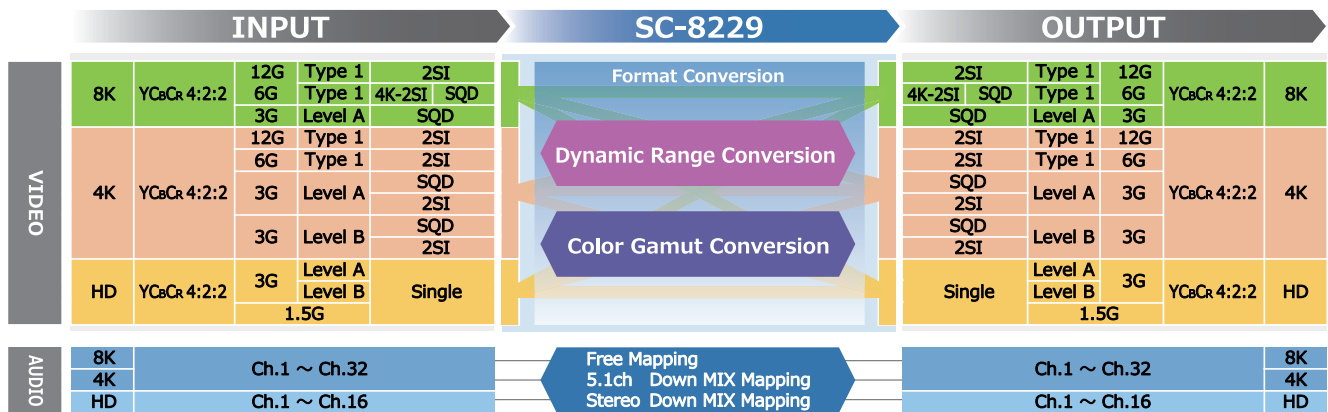 INPUT SC-8229 OUTPUT
VIDEO
8K YCBCR 4:2:2 12G Type 1 2SI
6G Type 1 4K-2SI SQD
3G Level A SQD
4K YCBCR 4:2:2 12G Type 1 2SI
6G Type 1 2SI
3G Level A SQD
2SI
3G Level B SQD
2SI
HD YCBCR 4:2:2 3G Level A Single
Level B
1.5G
Format Conversion
Dynamic Range Conversion
Color Gamut Conversion
2SI Type 1 12G YCBCR 4:2:2 8K
4K-2SI SQD Type 1 6G
SQD Level A 3G
2SI Type 1 12G YCBCR 4:2:2 4K
2SI Type 1 6G
SQD Level A 3G
2SI
SQD Level B 3G
2SI
Single Level A 3G YCBCR 4:2:2 HD
Level B
1.5G
AUDIO
8K Ch.1 ～ Ch.32
4K
HD Ch.1 ～ Ch.16
Free Mapping
5.1ch Down MIX Mapping
Stereo Down MIX Mapping
Ch.1 ～ Ch.32 8K
4K
Ch.1 ～ Ch.16 HD